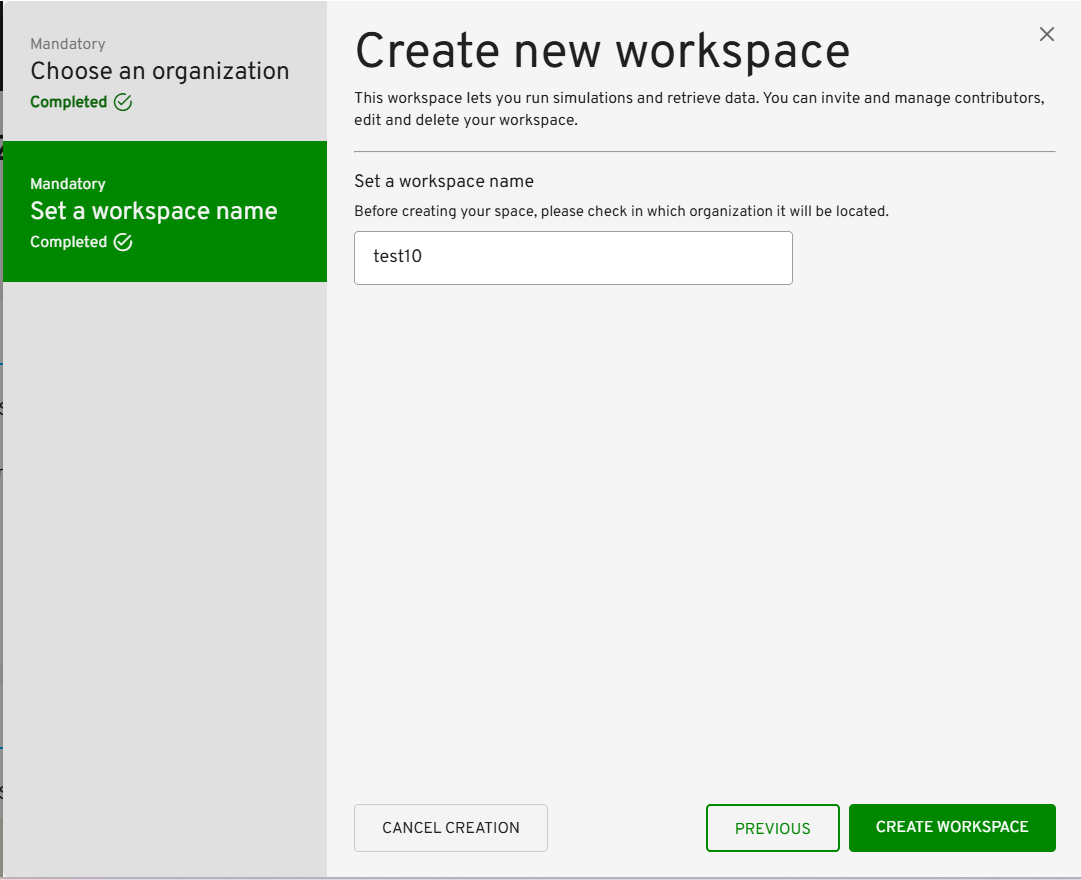 Mandatory
Choose an organization
Completed
Mandatory
Set a workspace name
Completed
Create new workspace
This workspace lets you run simulations and retrieve data. You can invite and manage contributors,
edit and delete your workspace.
Set a workspace name
Before creating your space, please check in which organization it will be located.
test10
CANCEL CREATION
PREVIOUS
CREATE WORKSPACE